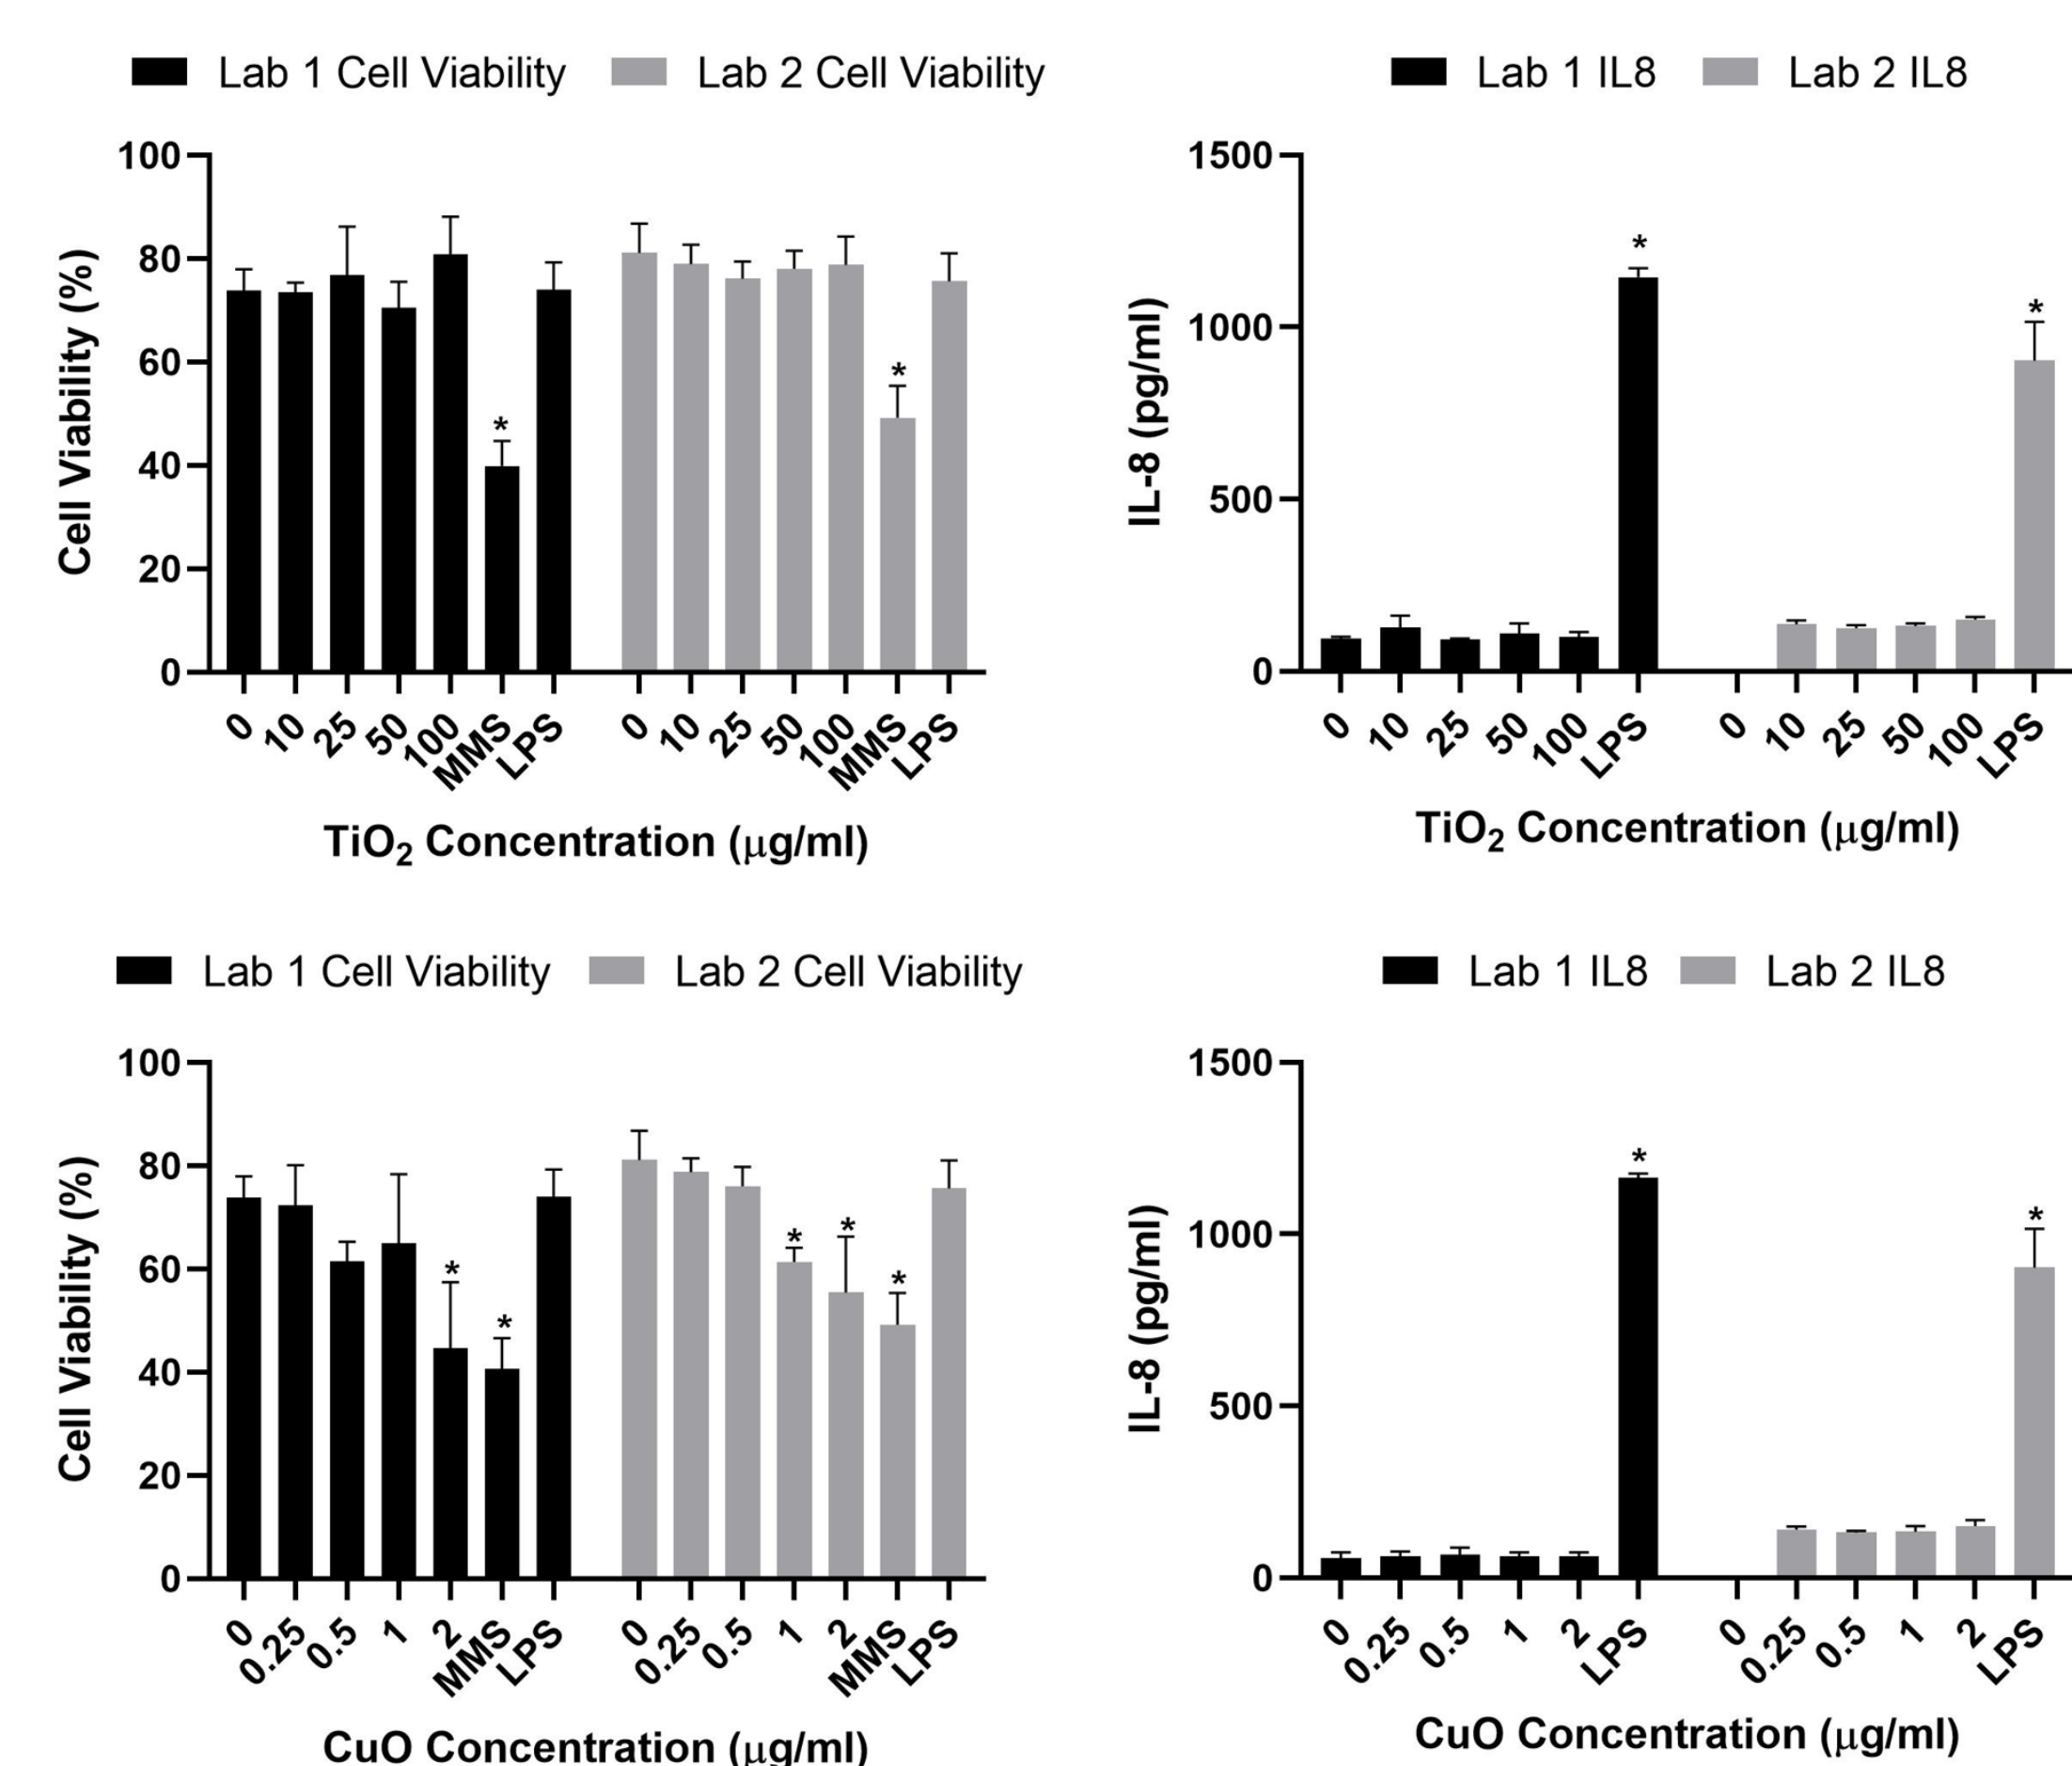 Lab 1 Cell Viability Lab 2 Cell Viability
100
80
60
40
20
0
Cell Viability (%)
0 10 25 50 100 MMS LPS 0 10 25 50 100 MMS LPS
* *
TiO2 Concentration (μg/ml)
Lab 1 IL8 Lab 2 IL8
1500
1000
500
0
IL-8 (pg/ml)
* *
0 10 25 50 100 LPS 0 10 25 50 100 LPS
TiO2 Concentration (μg/ml)
Lab 1 Cell Viability Lab 2 Cell Viability
100
80
60
40
20
0
Cell Viability (%)
* * * * *
0 0.25 0.5 1 2 MMS LPS 0 0.25 0.5 1 2 MMS LPS
CuO Concentration (μg/ml)
Lab 1 IL8 Lab 2 IL8
1500
1000
500
0
IL-8 (pg/ml)
* *
0 0.25 0.5 1 2 LPS 0 0.25 0.5 1 2 LPS
CuO Concentration (μg/ml)